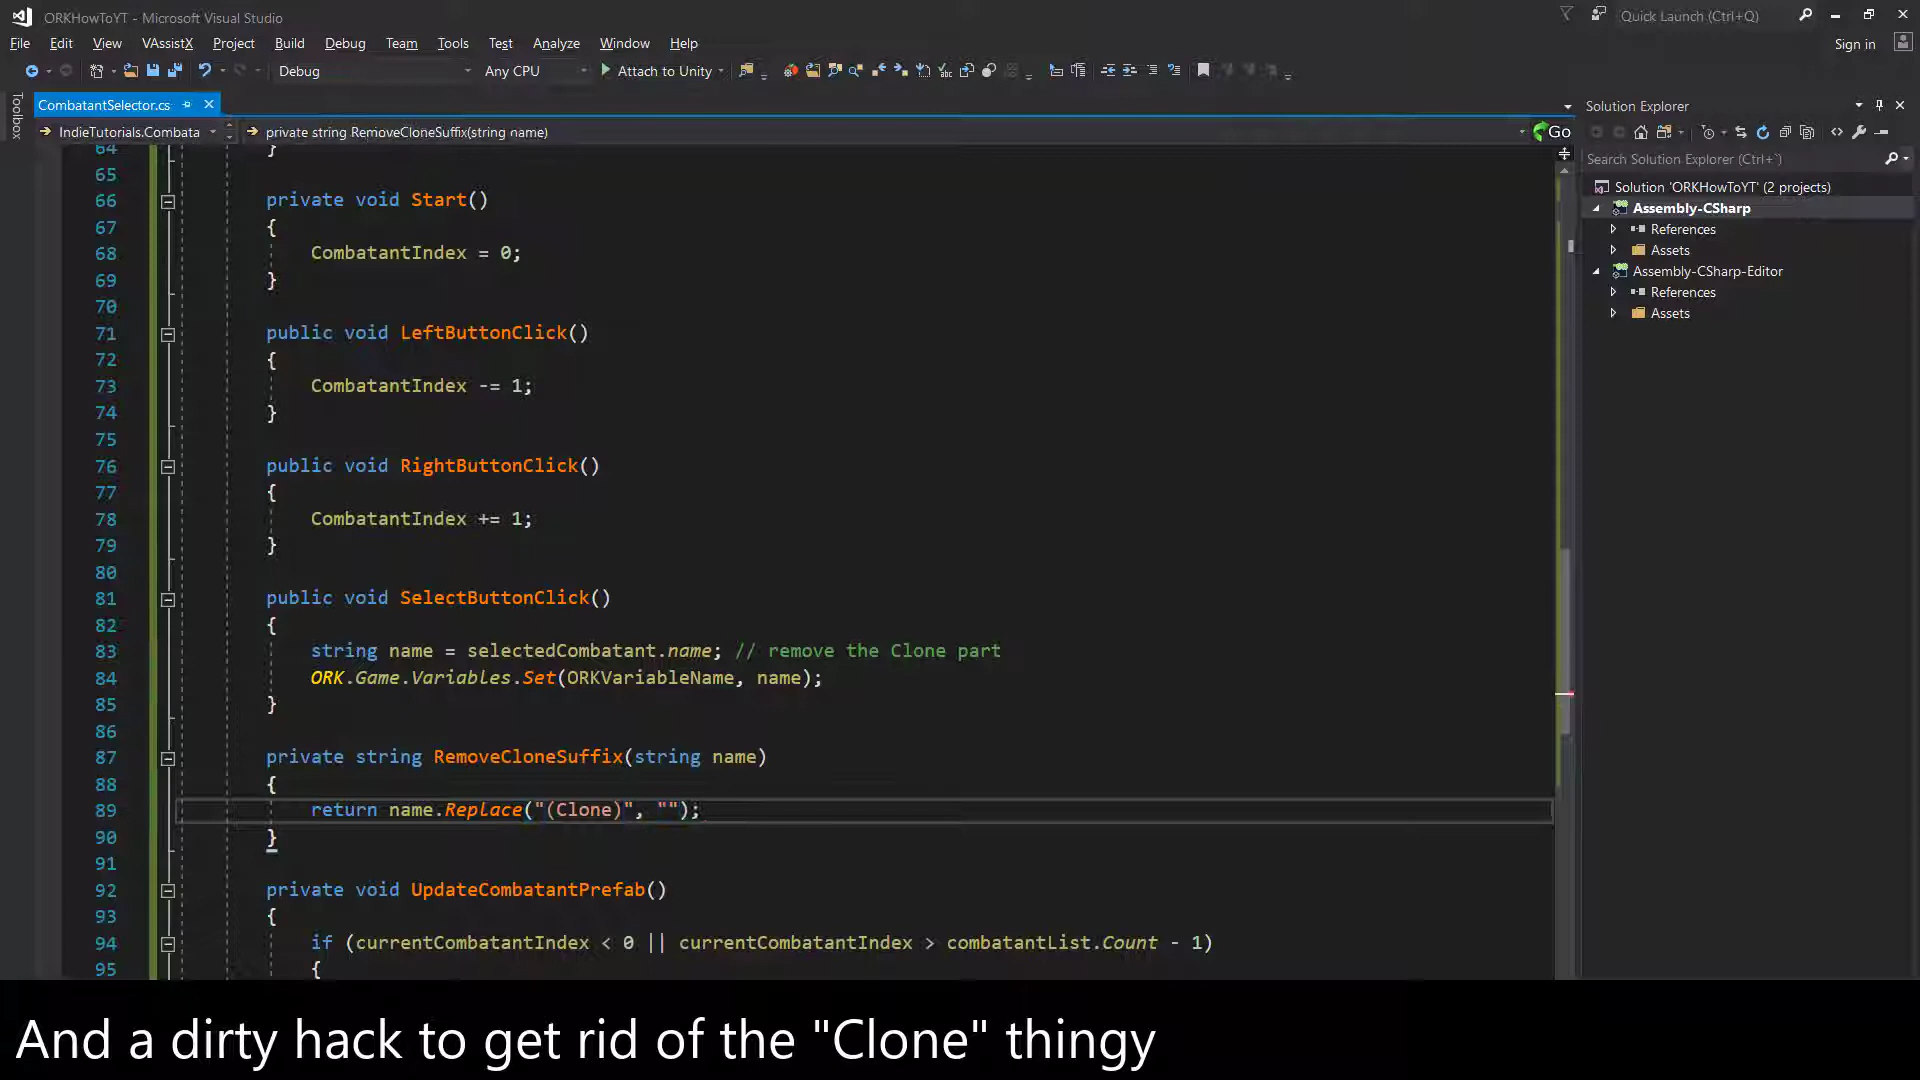 ORKHowToYT - Microsoft Visual Studio
Quick Launch (Ctrl+Q)
File Edit View VAssistX Project Build Debug Team Tools Test Analyze Window Help
Sign in
Debug Any CPU Attach to Unity
Toolbox
CombatantSelector.cs
Solution Explorer
IndieTutorials.Combata private string RemoveCloneSuffix(string name) Go
Search Solution Explorer (Ctrl+`)
Solution 'ORKHowToYT' (2 projects)
Assembly-CSharp
References
Assets
Assembly-CSharp-Editor
References
Assets
64 }
65
66 private void Start()
67 {
68 CombatantIndex = 0;
69 }
70
71 public void LeftButtonClick()
72 {
73 CombatantIndex -= 1;
74 }
75
76 public void RightButtonClick()
77 {
78 CombatantIndex += 1;
79 }
80
81 public void SelectButtonClick()
82 {
83 string name = selectedCombatant.name; // remove the Clone part
84 ORK.Game.Variables.Set(ORKVariableName, name);
85 }
86
87 private string RemoveCloneSuffix(string name)
88 {
89 return name.Replace("(Clone)", "");
90 }
91
92 private void UpdateCombatantPrefab()
93 {
94 if (currentCombatantIndex < 0 || currentCombatantIndex > combatantList.Count - 1)
95 {
And a dirty hack to get rid of the "Clone" thingy